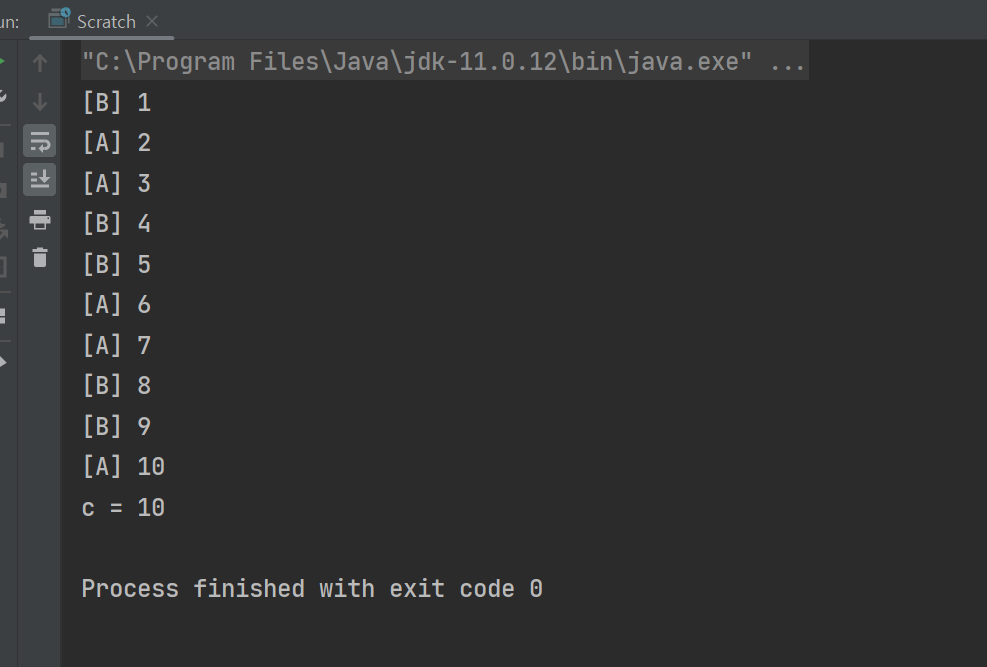 un:
Scratch
"C:\Program Files\Java\jdk-11.0.12\bin\java.exe" ...
[B] 1
[A] 2
[A] 3
[B] 4
[B] 5
[A] 6
[A] 7
[B] 8
[B] 9
[A] 10
c = 10
Process finished with exit code 0